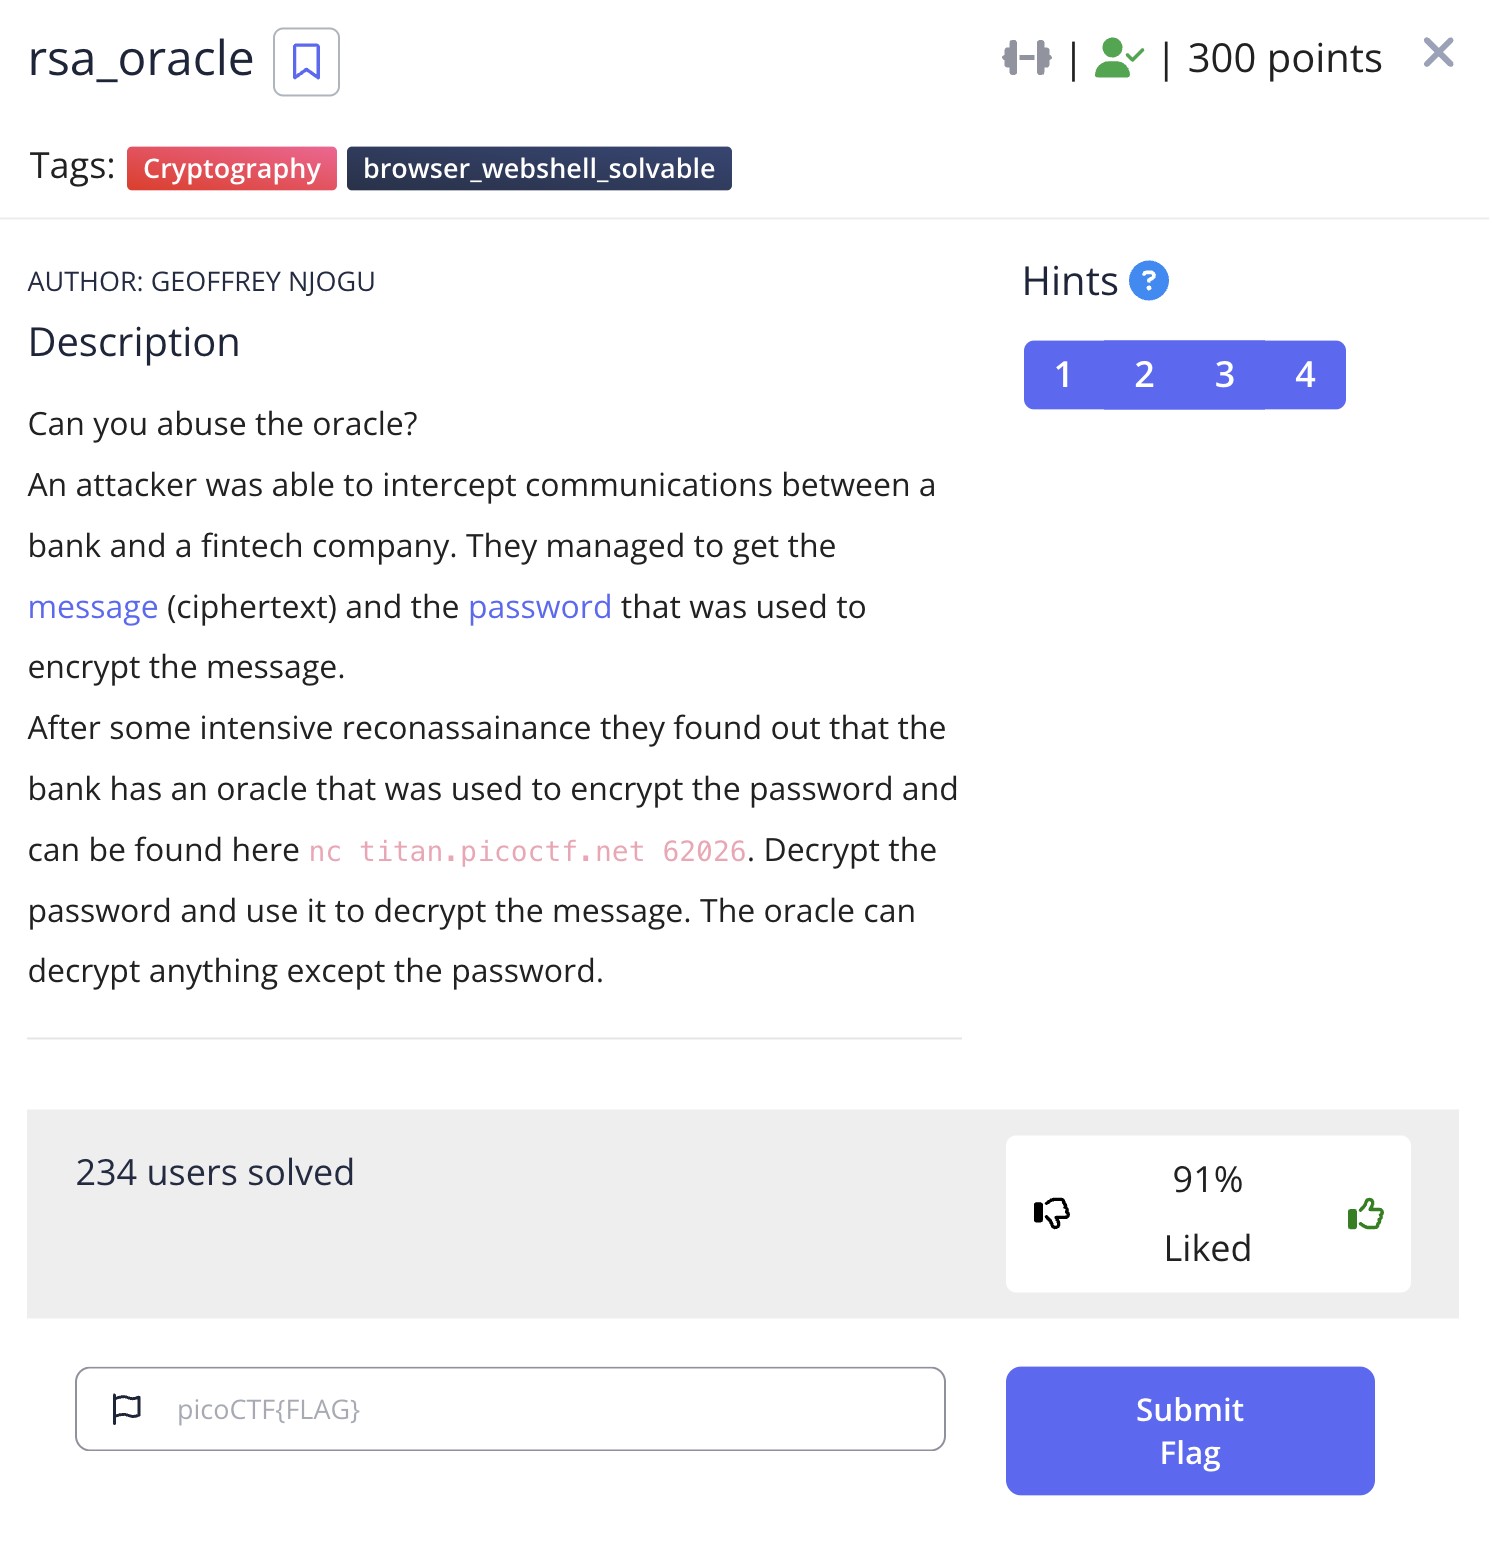 rsa_oracle
| | 300 points
Tags: Cryptography browser_webshell_solvable
AUTHOR: GEOFFREY NJOGU
Description
Can you abuse the oracle?
An attacker was able to intercept communications between a
bank and a fintech company. They managed to get the
message (ciphertext) and the password that was used to
encrypt the message.
After some intensive reconassainance they found out that the
bank has an oracle that was used to encrypt the password and
can be found here nc titan.picoctf.net 62026. Decrypt the
password and use it to decrypt the message. The oracle can
decrypt anything except the password.
Hints ?
1 2 3 4
234 users solved
91%
Liked
picoCTF{FLAG}
Submit
Flag